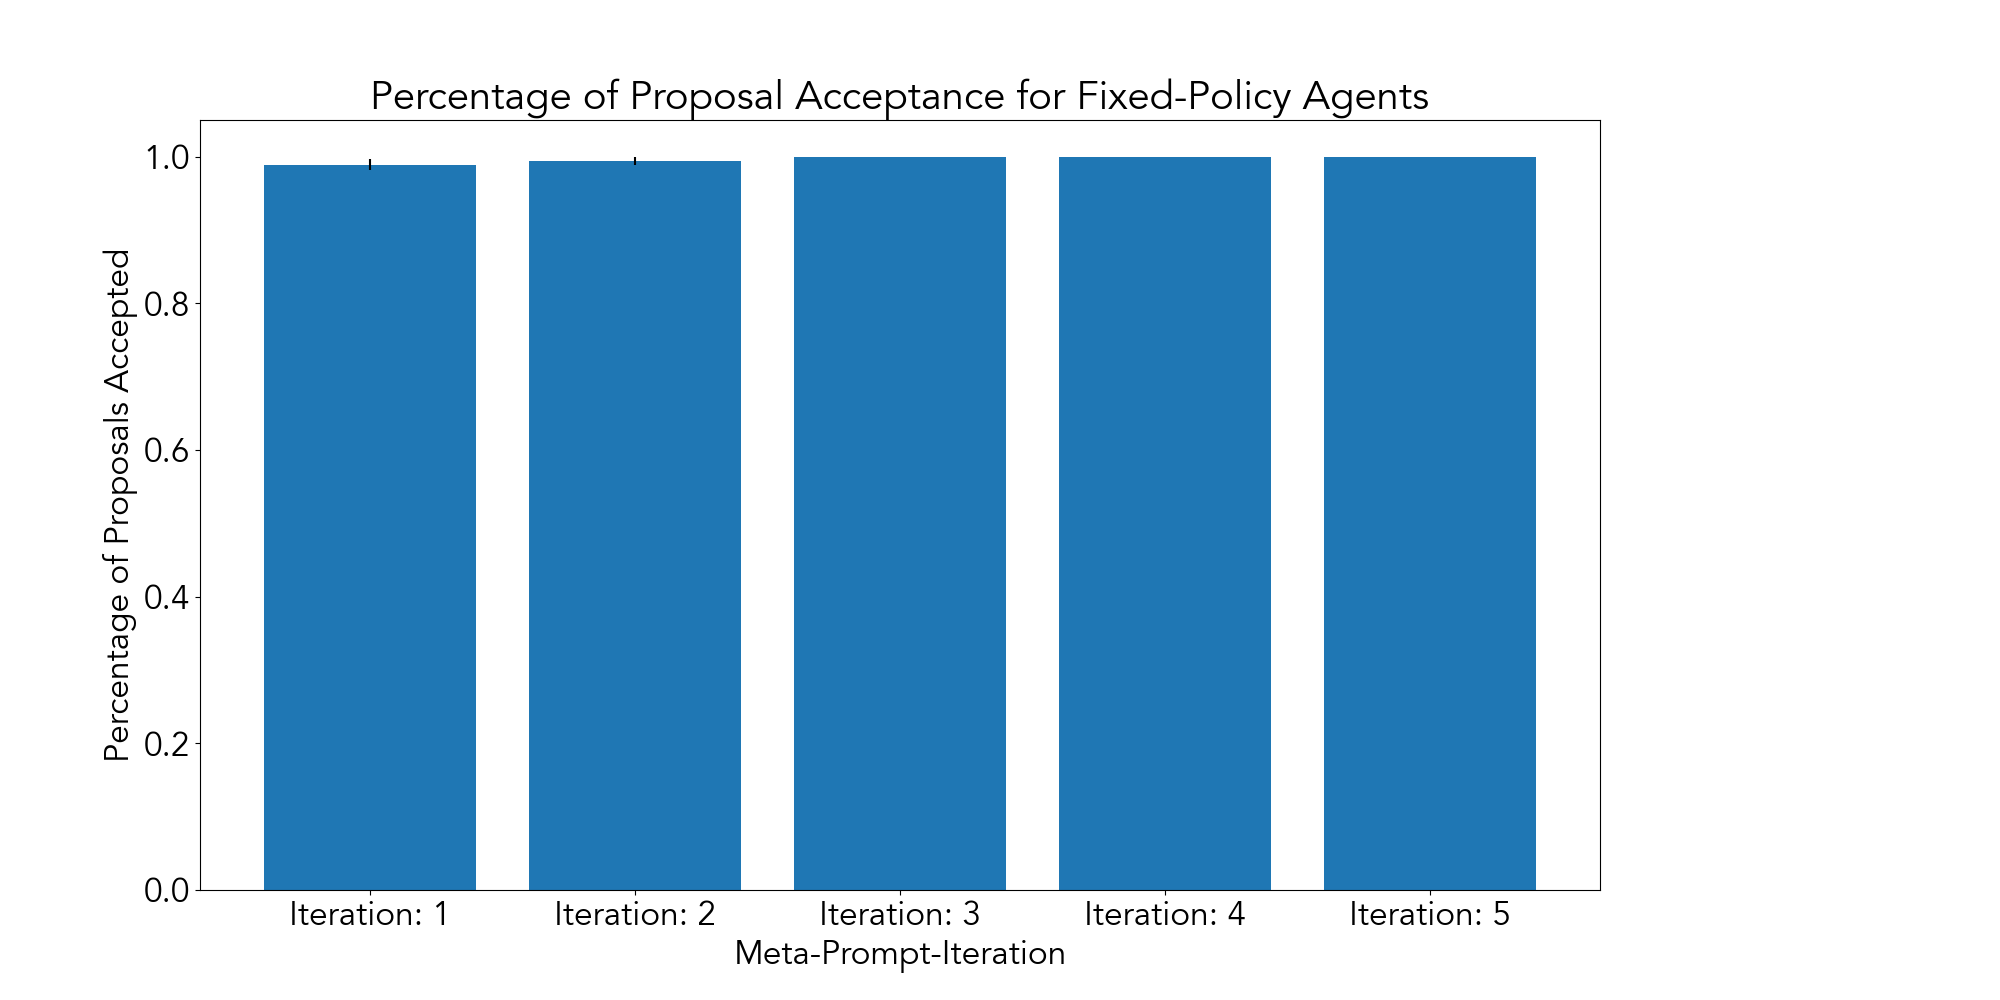 Percentage of Proposal Acceptance for Fixed-Policy Agents
Percentage of Proposals Accepted
1.0
0.8
0.6
0.4
0.2
0.0
Iteration: 1
Iteration: 2
Iteration: 3
Iteration: 4
Iteration: 5
Meta-Prompt-Iteration